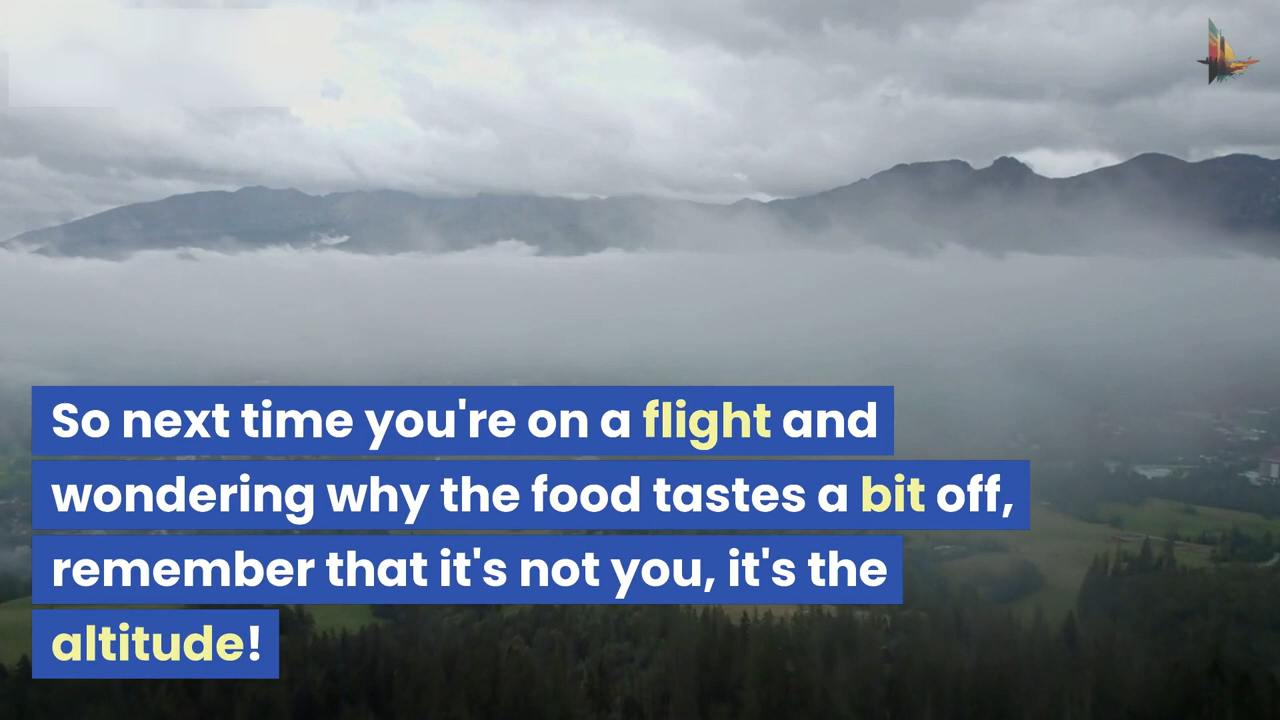 So next time you're on a flight and
wondering why the food tastes a bit off,
remember that it's not you, it's the
altitude!